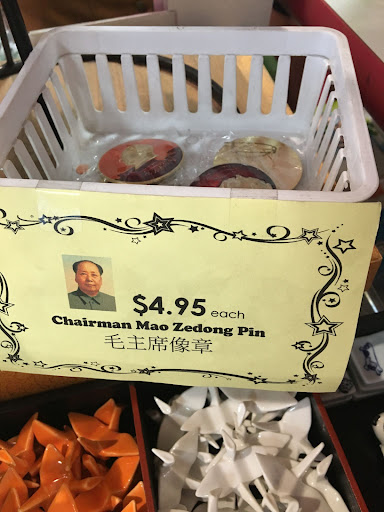 $4.95 each
Chairman Mao Zedong Pin
毛主席像章